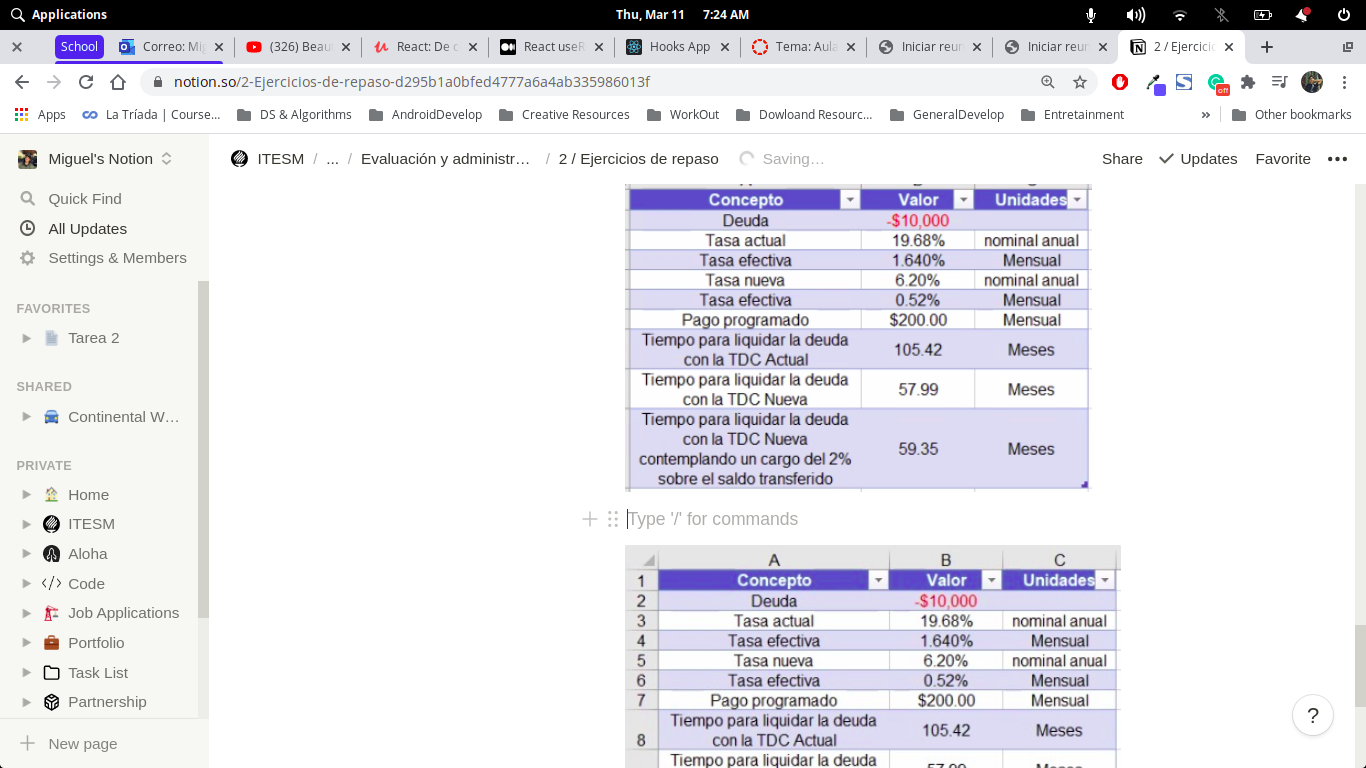 Applications
Thu, Mar 11 7:24 AM
School Correo: Mi (326) Beau React: De c React useR Hooks App Tema: Aula Iniciar reur Iniciar reur 2 / Ejercicio
notion.so/2-Ejercicios-de-repaso-d295b1a0bfed4777a6a4ab335986013f
off
Apps La Tríada | Course... DS & Algorithms AndroidDevelop Creative Resources WorkOut Dowloand Resourc... GeneralDevelop Entretainment » Other bookmarks
Miguel's Notion
ITESM / ... / Evaluación y administr... / 2 / Ejercicios de repaso Saving...
Share Updates Favorite •••
Quick Find
All Updates
Settings & Members
FAVORITES
Tarea 2
SHARED
Continental W...
PRIVATE
Home
ITESM
Aloha
Code
Job Applications
Portfolio
Task List
Partnership
New page
Concepto Valor Unidades
Deuda -$10,000
Tasa actual 19.68% nominal anual
Tasa efectiva 1.640% Mensual
Tasa nueva 6.20% nominal anual
Tasa efectiva 0.52% Mensual
Pago programado $200.00 Mensual
Tiempo para liquidar la deuda
con la TDC Actual 105.42 Meses
Tiempo para liquidar la deuda
con la TDC Nueva 57.99 Meses
Tiempo para liquidar la deuda
con la TDC Nueva
contemplando un cargo del 2%
sobre el saldo transferido 59.35 Meses
Type '/' for commands
A B C
1 Concepto Valor Unidades
2 Deuda -$10,000
3 Tasa actual 19.68% nominal anual
4 Tasa efectiva 1.640% Mensual
5 Tasa nueva 6.20% nominal anual
6 Tasa efectiva 0.52% Mensual
7 Pago programado $200.00 Mensual
Tiempo para liquidar la deuda
8 con la TDC Actual 105.42 Meses
Tiempo para liquidar la deuda
57.99 Meses
?